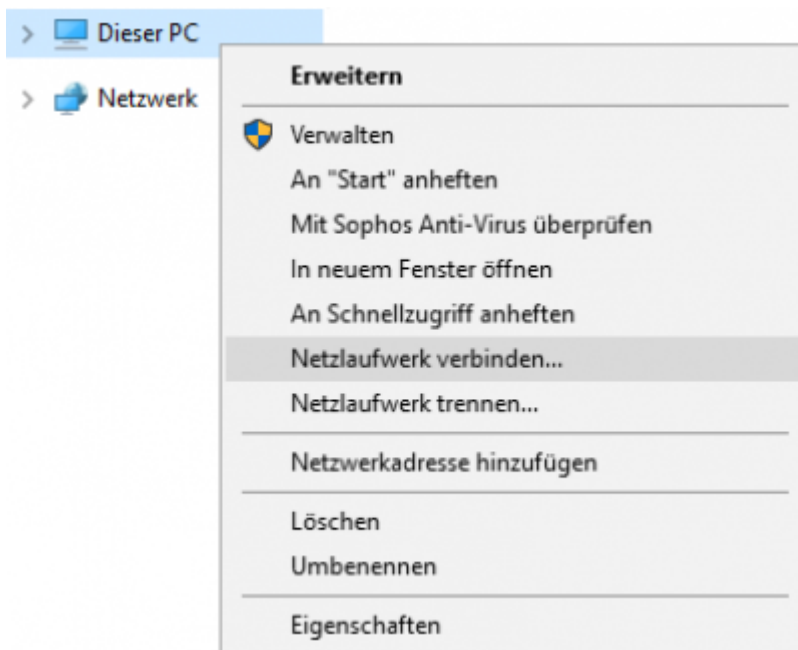 Dieser PC
Netzwerk
Erweitern
Verwalten
An "Start" anheften
Mit Sophos Anti-Virus überprüfen
In neuem Fenster öffnen
An Schnellzugriff anheften
Netzlaufwerk verbinden...
Netzlaufwerk trennen...
Netzwerkadresse hinzufügen
Löschen
Umbenennen
Eigenschaften